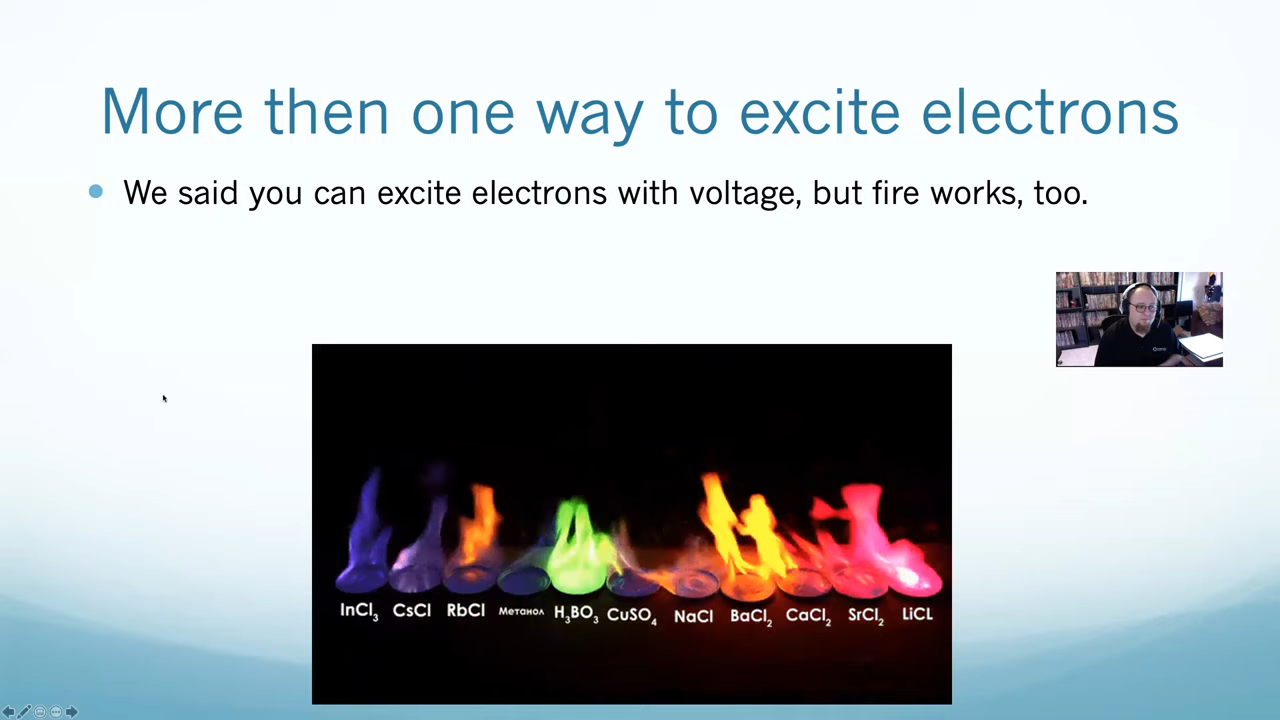 More then one way to excite electrons
We said you can excite electrons with voltage, but fire works, too.
InCl₃ CsCl RbCl Метанол H₃BO₃ CuSO₄ NaCl BaCl₂ CaCl₂ SrCl₂ LiCL